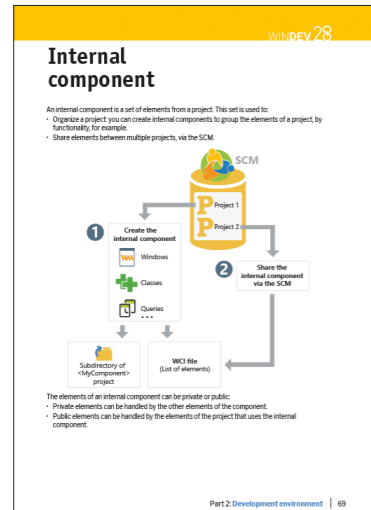 WINDEV 28
Internal
component
An internal component is a set of elements from a project. This set is used to:
• Organize a project: you can create internal components to group the elements of a project, by
functionality, for example.
• Share elements between multiple projects, via the SCM.
SCM
P Project 1
P Project 2
1
Create the
internal component
Windows
Classes
Queries
...
2
Share the
internal component
via the SCM
Subdirectory of
<MyComponent>
project
WCI file
(List of elements)
The elements of an internal component can be private or public:
• Private elements can be handled by the other elements of the component.
• Public elements can be handled by the elements of the project that uses the internal
component.
Part 2: Development environment | 69